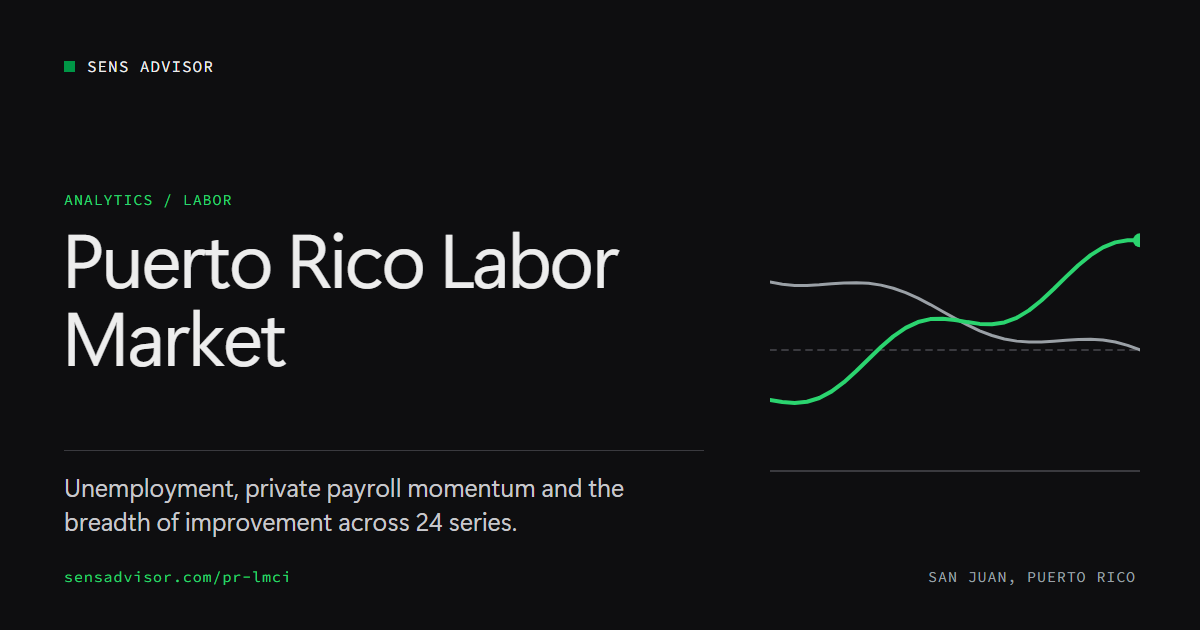 SENS ADVISOR
ANALYTICS / LABOR
Puerto Rico Labor
Market
Unemployment, private payroll momentum and the
breadth of improvement across 24 series.
sensadvisor.com/pr-lmci
SAN JUAN, PUERTO RICO